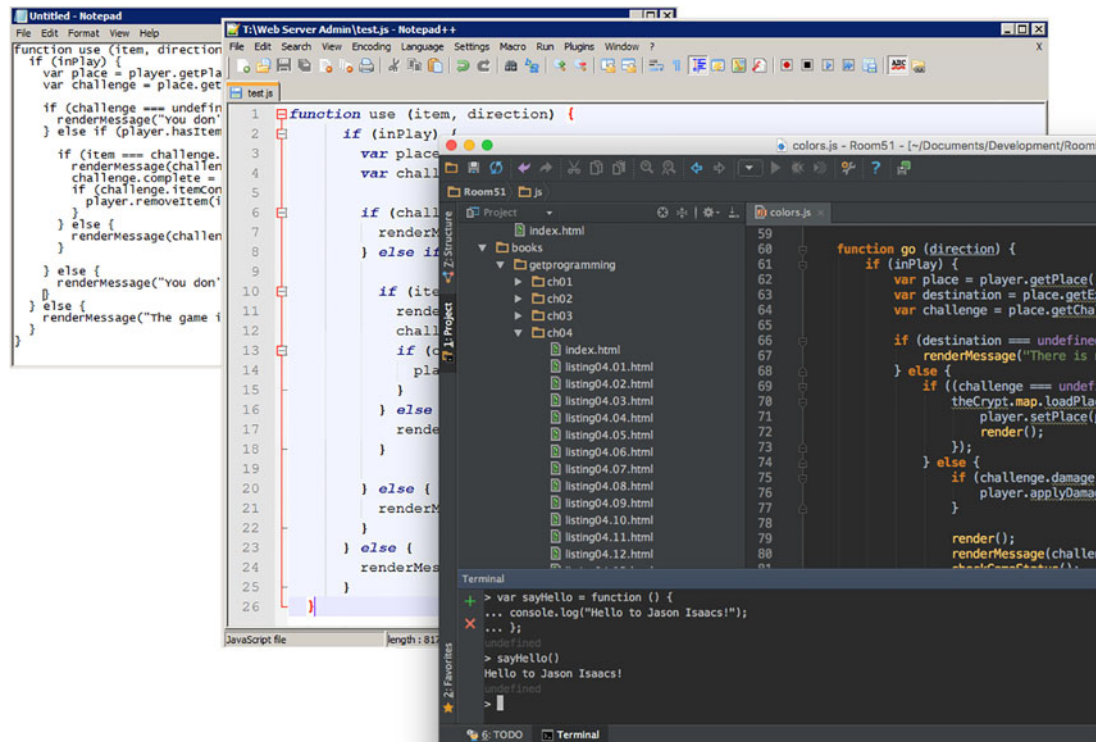 Untitled - Notepad
File Edit Format View Help
function use (item, direction
if (inPlay) {
var place = player.getPla
var challenge = place.get
if (challenge === undefin
renderMessage("You don'
} else if (player.hasItem
if (item === challenge.
renderMessage(challen
challenge.complete =
if (challenge.itemCon
player.removeItem(i
}
} else {
renderMessage(challen
}
} else {
renderMessage("You don'
}
} else {
renderMessage("The game i
}
}
T:\Web Server Admin\test.js - Notepad++
File Edit Search View Encoding Language Settings Macro Run Plugins Window ? X
ABC
test.js
1 function use (item, direction) {
2 if (inPlay) {
3 var place
4 var chall
5
6 if (chall
7 renderM
8 } else if
9
10 if (ite
11 render
12 chall
13 if (c
14 pla
15 }
16 } else
17 rende
18 }
19
20 } else {
21 renderM
22 }
23 } else {
24 renderMes
25 }
26 }
JavaScript file length : 817
colors.js - Room51 - [~/Documents/Development/Room
Room51 js
Project colors.js
Z: Structure
1: Project
2: Favorites
index.html
books
getprogramming
ch01
ch02
ch03
ch04
index.html
listing04.01.html
listing04.02.html
listing04.03.html
listing04.04.html
listing04.05.html
listing04.06.html
listing04.07.html
listing04.08.html
listing04.09.html
listing04.10.html
listing04.11.html
listing04.12.html
59
60 function go (direction) {
61 if (inPlay) {
62 var place = player.getPlace(
63 var destination = place.getE
64 var challenge = place.getCha
65
66 if (destination === undefined
67 renderMessage("There is
68 } else {
69 if ((challenge === undef
70 theCrypt.map.loadPlac
71 player.setPlace(
72 render();
73 });
74 } else {
75 if (challenge.damage
76 player.applyDama
77 }
78
79 render();
80 renderMessage(challe
81 checkGameStatus();
Terminal
> var sayHello = function () {
... console.log("Hello to Jason Isaacs!");
... };
undefined
> sayHello()
Hello to Jason Isaacs!
undefined
>
6: TODO Terminal